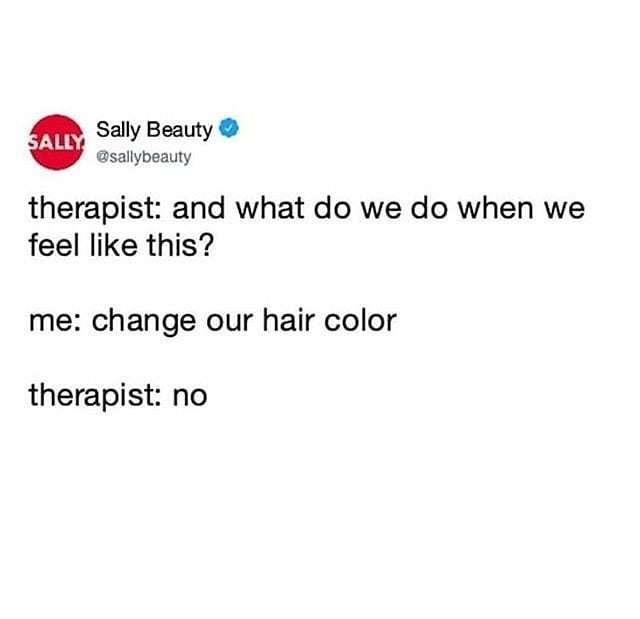 SALLY
Sally Beauty
@sallybeauty
therapist: and what do we do when we
feel like this?
me: change our hair color
therapist: no